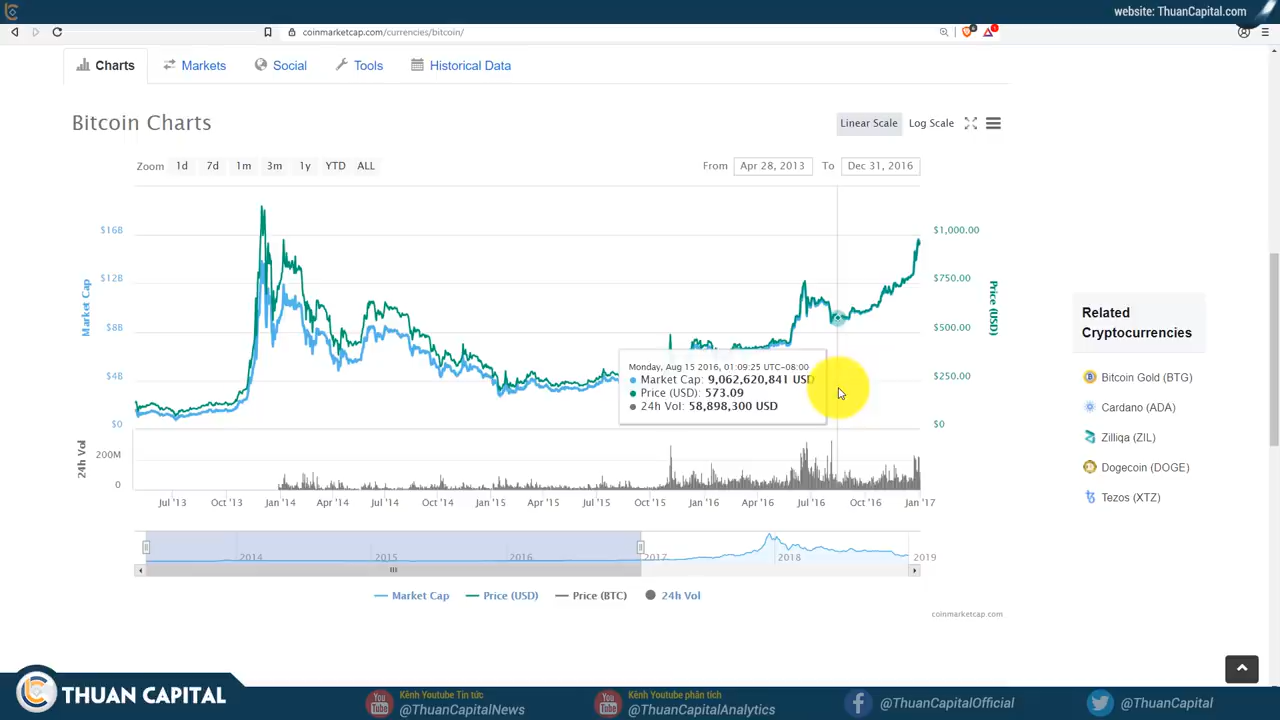 website: ThuanCapital.com
coinmarketcap.com/currencies/bitcoin/
Charts Markets Social Tools Historical Data
Bitcoin Charts
Linear Scale Log Scale
Zoom 1d 7d 1m 3m 1y YTD ALL
From Apr 28, 2013 To Dec 31, 2016
$16B
$12B
$8B
$4B
$0
Market Cap
$1,000.00
$750.00
$500.00
$250.00
$0
Price (USD)
Monday, Aug 15 2016, 01:09:25 UTC-08:00
Market Cap: 9,062,620,841 USD
Price (USD): 573.09
24h Vol: 58,898,300 USD
24h Vol
200M
0
Jul '13 Oct '13 Jan '14 Apr '14 Jul '14 Oct '14 Jan '15 Apr '15 Jul '15 Oct '15 Jan '16 Apr '16 Jul '16 Oct '16 Jan '17
2014 2015 2016 2017 2018 2019
Market Cap Price (USD) Price (BTC) 24h Vol
coinmarketcap.com
Related
Cryptocurrencies
Bitcoin Gold (BTG)
Cardano (ADA)
Zilliqa (ZIL)
Dogecoin (DOGE)
Tezos (XTZ)
THUAN CAPITAL
You Tube
Kênh Youtube Tin tức
@ThuanCapitalNews
You Tube
Kênh Youtube phân tích
@ThuanCapitalAnalytics
@ThuanCapitalOfficial
@ThuanCapital